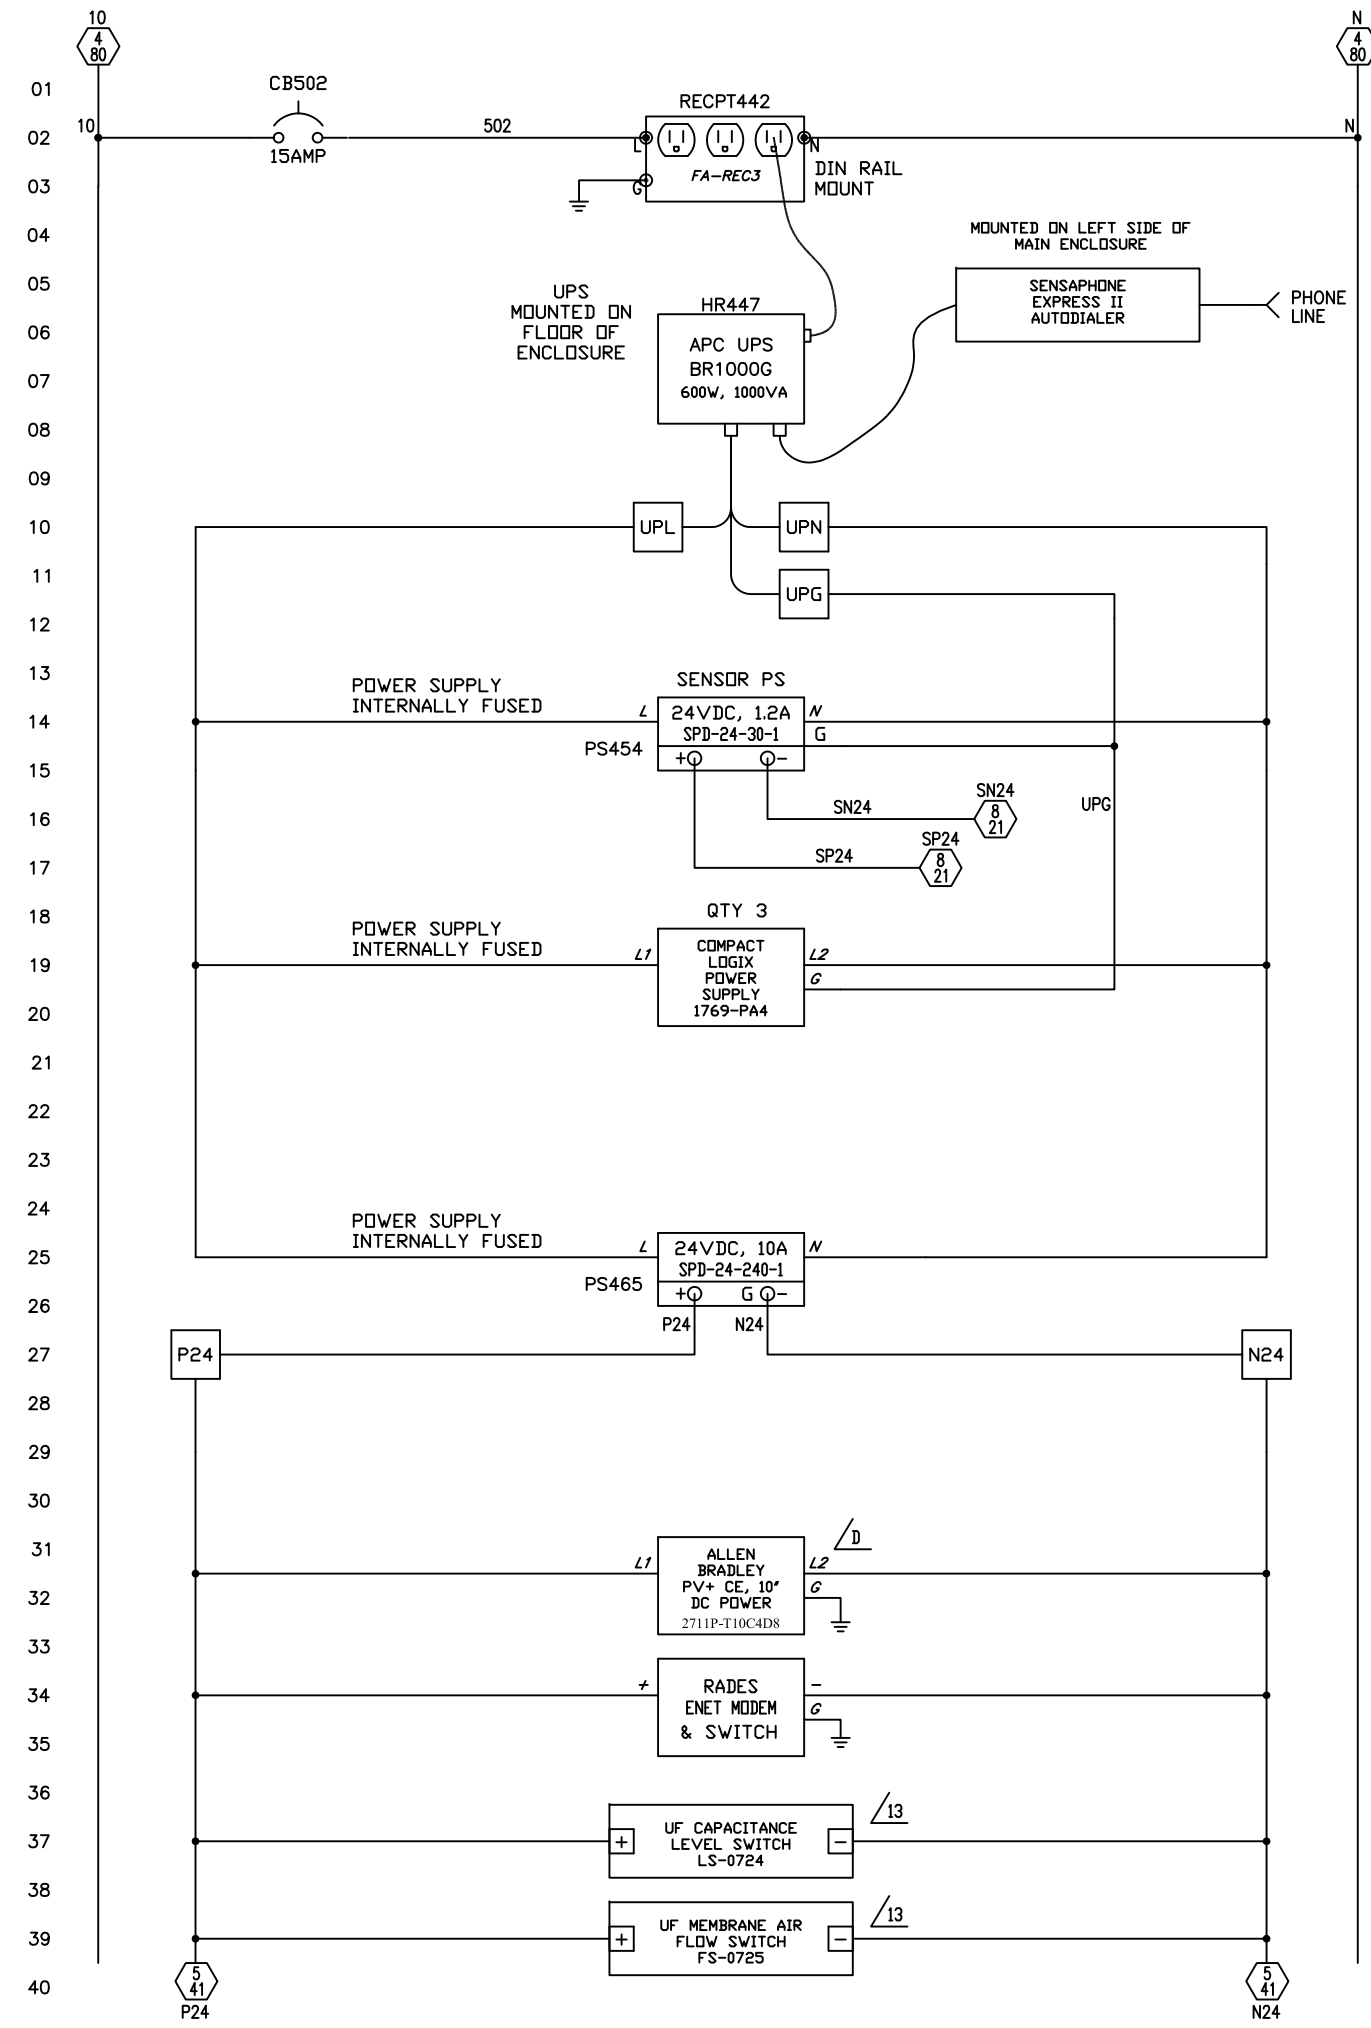 10
4
80
N
4
80
01
CB502
RECPT442
02
10
15AMP
502
L
N
N
G
FA-REC3
DIN RAIL
MOUNT
03
04
MOUNTED ON LEFT SIDE OF
MAIN ENCLOSURE
05
UPS
MOUNTED ON
FLOOR OF
ENCLOSURE
HR447
SENSAPHONE
EXPRESS II
AUTODIALER
PHONE
LINE
06
APC UPS
BR1000G
600W, 1000VA
07
08
09
10
UPL
UPN
11
UPG
12
13
POWER SUPPLY
INTERNALLY FUSED
SENSOR PS
14
L
24VDC, 1.2A
SPD-24-30-1
N
G
PS454
+
-
15
16
SN24
SN24
8
21
UPG
17
SP24
SP24
8
21
18
QTY 3
POWER SUPPLY
INTERNALLY FUSED
19
L1
COMPACT
LOGIX
POWER
SUPPLY
1769-PA4
L2
G
20
21
22
23
24
POWER SUPPLY
INTERNALLY FUSED
25
L
24VDC, 10A
SPD-24-240-1
N
PS465
+
G
-
26
P24
N24
27
P24
N24
28
29
30
31
L1
ALLEN
BRADLEY
PV+ CE, 10"
DC POWER
2711P-T10C4D8
L2
G
D
32
33
34
+
RADES
ENET MODEM
& SWITCH
-
G
35
36
37
+
UF CAPACITANCE
LEVEL SWITCH
LS-0724
-
13
38
39
+
UF MEMBRANE AIR
FLOW SWITCH
FS-0725
-
13
40
5
41
P24
5
41
N24